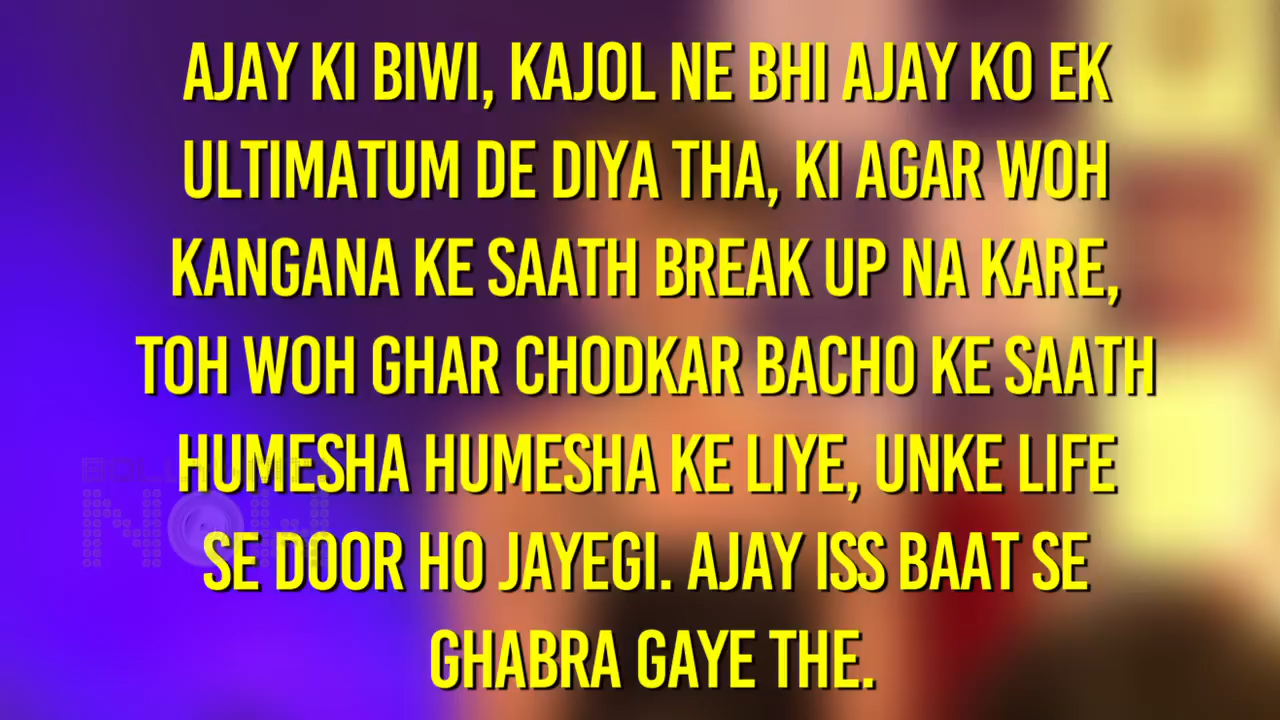 AJAY KI BIWI, KAJOL NE BHI AJAY KO EK
ULTIMATUM DE DIYA THA, KI AGAR WOH
KANGANA KE SAATH BREAK UP NA KARE,
TOH WOH GHAR CHODKAR BACHO KE SAATH
HUMESHA HUMESHA KE LIYE, UNKE LIFE
SE DOOR HO JAYEGI. AJAY ISS BAAT SE
GHABRA GAYE THE.
NOW